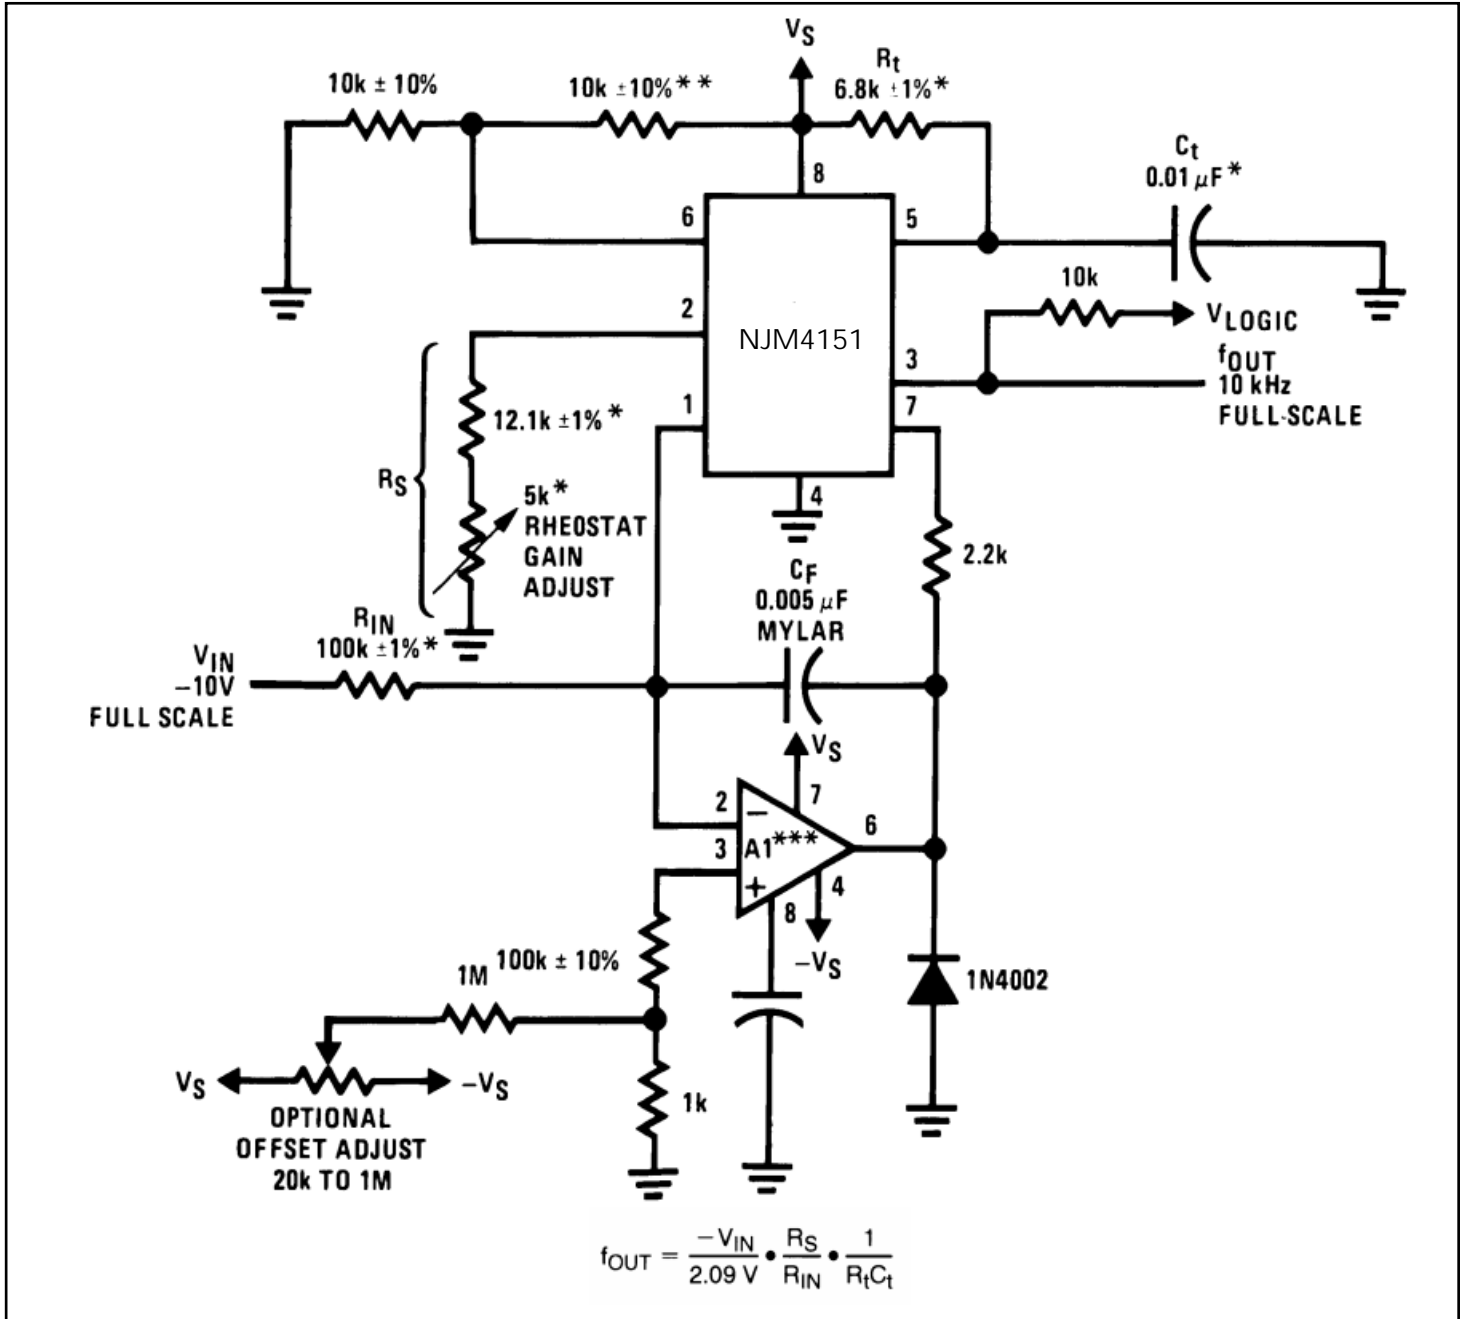 VS
10k ± 10%
10k ±10%**
Rt
6.8k ±1%*
8
Ct
0.01 µF*
6
5
10k
2
VLOGIC
NJM4151
fOUT
10 kHz
FULL-SCALE
3
1
7
12.1k ±1%*
RS
4
5k*
RHEOSTAT
GAIN
ADJUST
2.2k
CF
0.005 µF
MYLAR
RIN
100k ±1%*
VIN
–10V
FULL SCALE
VS
7
2
–
6
3
A1***
+
4
8
–VS
100k ± 10%
1M
1N4002
VS
–VS
1k
OPTIONAL
OFFSET ADJUST
20k TO 1M
fOUT = –VIN / 2.09 V • RS / RIN • 1 / RtCt